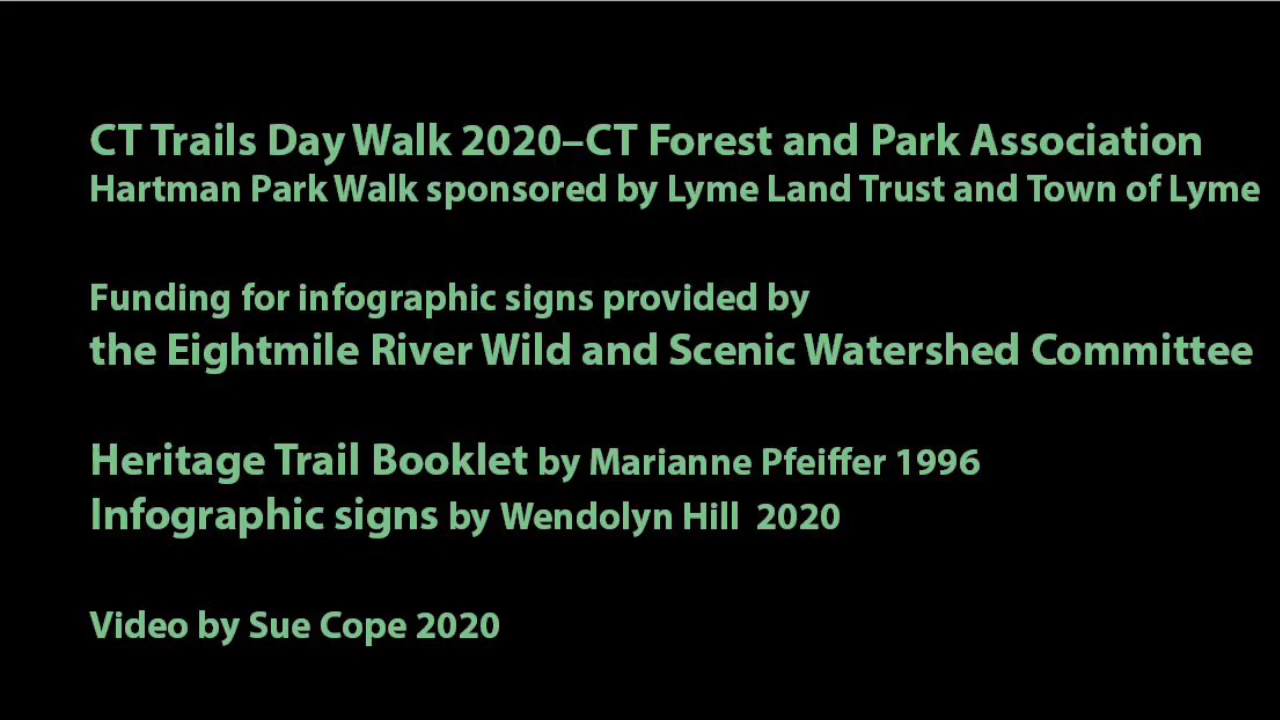 CT Trails Day Walk 2020–CT Forest and Park Association
Hartman Park Walk sponsored by Lyme Land Trust and Town of Lyme
Funding for infographic signs provided by
the Eightmile River Wild and Scenic Watershed Committee
Heritage Trail Booklet by Marianne Pfeiffer 1996
Infographic signs by Wendolyn Hill 2020
Video by Sue Cope 2020